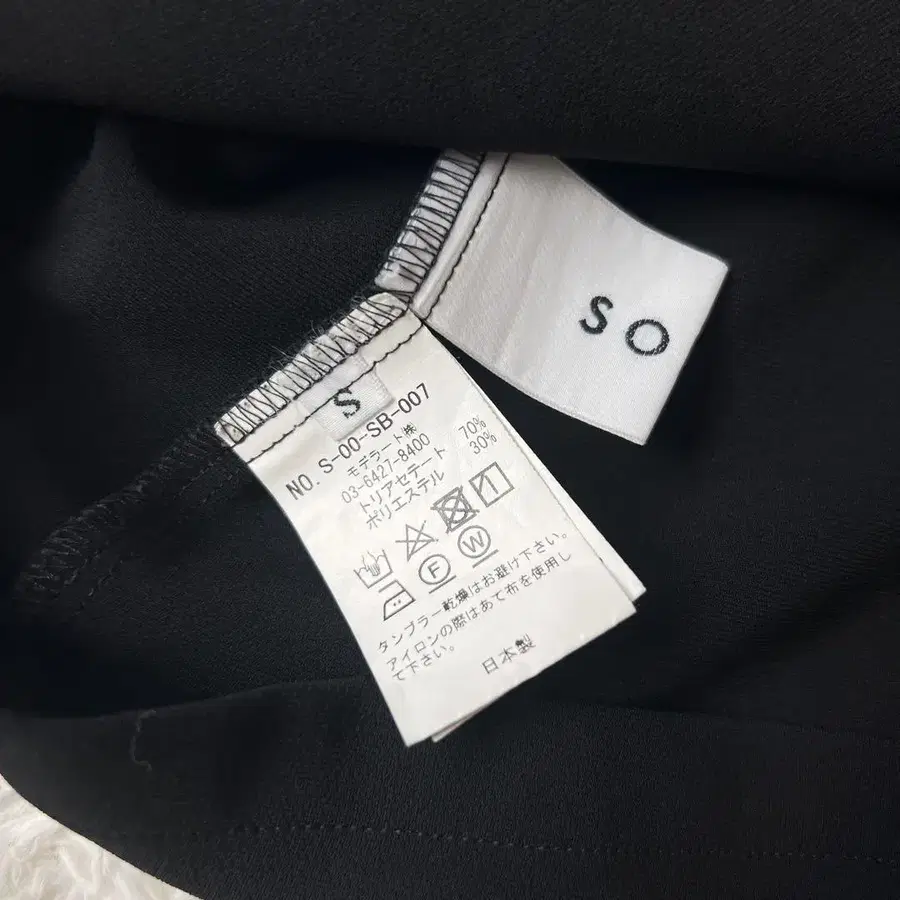 SO
S
NO. S-00-SB-007
モデラート㈱
03-6427-8400
トリアセテート 70%
ポリエステル 30%
F W
タンブラー乾燥はお避け下さい。
アイロンの際はあて布を使用し
て下さい。
日本製